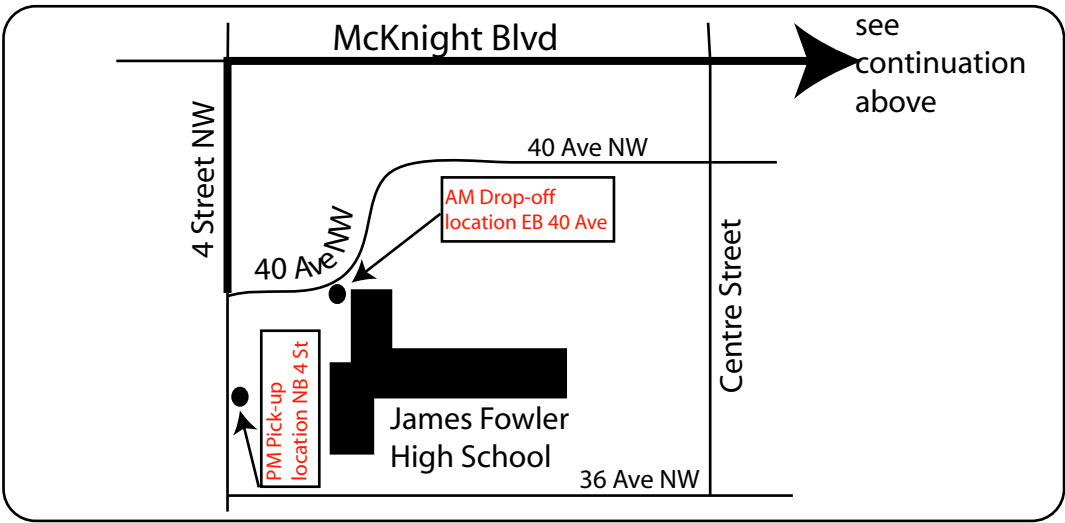 McKnight Blvd
see
continuation
above
4 Street NW
40 Ave NW
AM Drop-off
location EB 40 Ave
40 Ave NW
Centre Street
PM Pick-up
location NB 4 St
James Fowler
High School
36 Ave NW